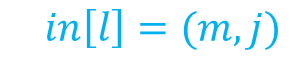 in[l] = (m, j)